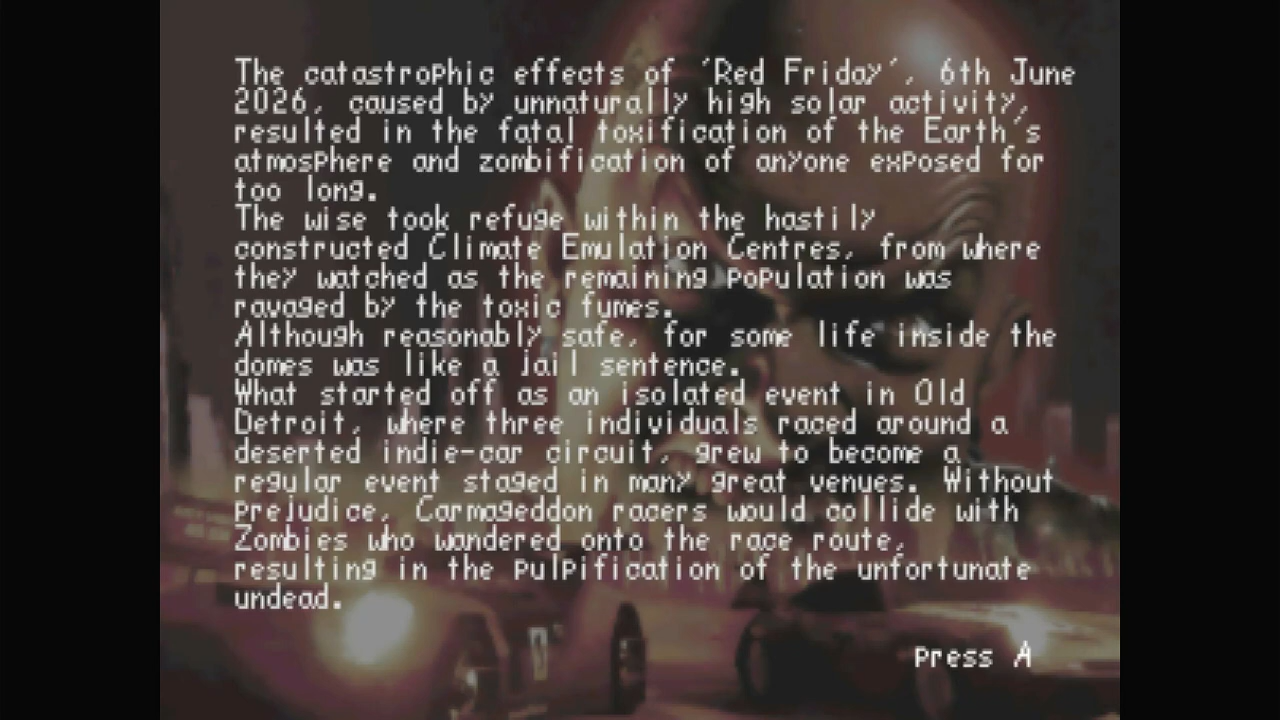 The catastrophic effects of 'Red Friday', 6th June
2026, caused by unnaturally high solar activity,
resulted in the fatal toxification of the Earth's
atmosphere and zombification of anyone exposed for
too long.
The wise took refuge within the hastily
constructed Climate Emulation Centres, from where
they watched as the remaining population was
ravaged by the toxic fumes.
Although reasonably safe, for some life inside the
domes was like a jail sentence.
What started off as an isolated event in Old
Detroit, where three individuals raced around a
deserted indie-car circuit, grew to become a
regular event staged in many great venues. Without
prejudice, Carmageddon racers would collide with
Zombies who wandered onto the race route,
resulting in the pulpification of the unfortunate
undead.
Press A